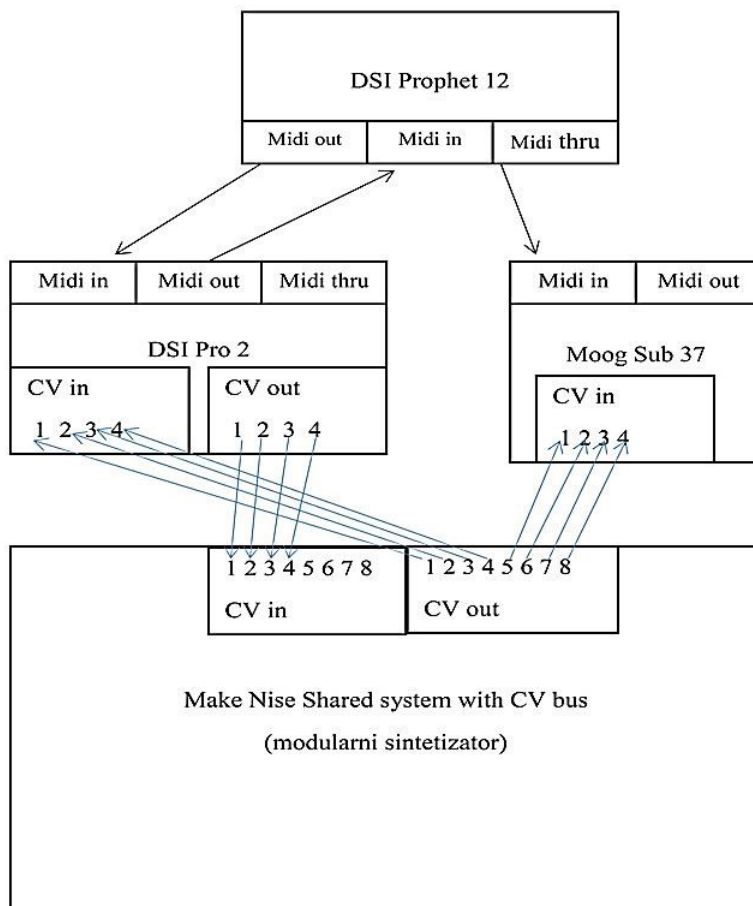 DSI Prophet 12
Midi out Midi in Midi thru
Midi in Midi out Midi thru
Midi in Midi out
DSI Pro 2
Moog Sub 37
CV in CV out
CV in
1 2 3 4 1 2 3 4
1 2 3 4
1 2 3 4 5 6 7 8 1 2 3 4 5 6 7 8
CV in CV out
Make Nise Shared system with CV bus
(modularni sintetizator)